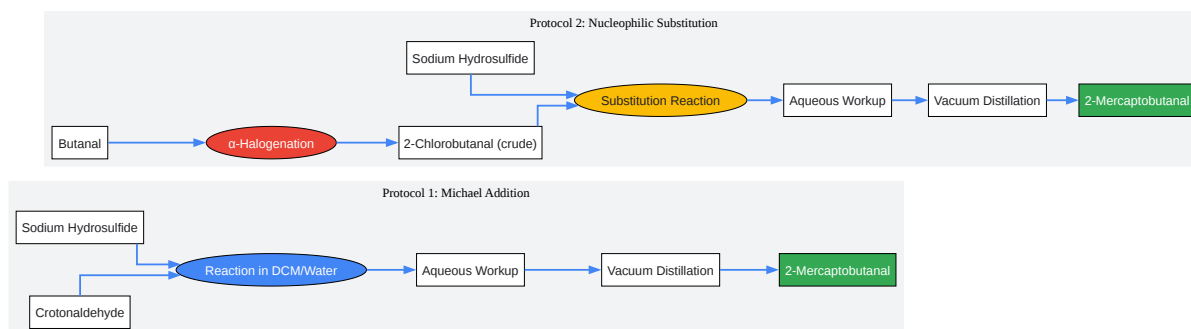 Protocol 2: Nucleophilic Substitution
Sodium Hydrosulfide
Substitution Reaction
Aqueous Workup
Vacuum Distillation
2-Mercaptobutanal
Butanal
α-Halogenation
2-Chlorobutanal (crude)
Protocol 1: Michael Addition
Sodium Hydrosulfide
Reaction in DCM/Water
Aqueous Workup
Vacuum Distillation
2-Mercaptobutanal
Crotonaldehyde